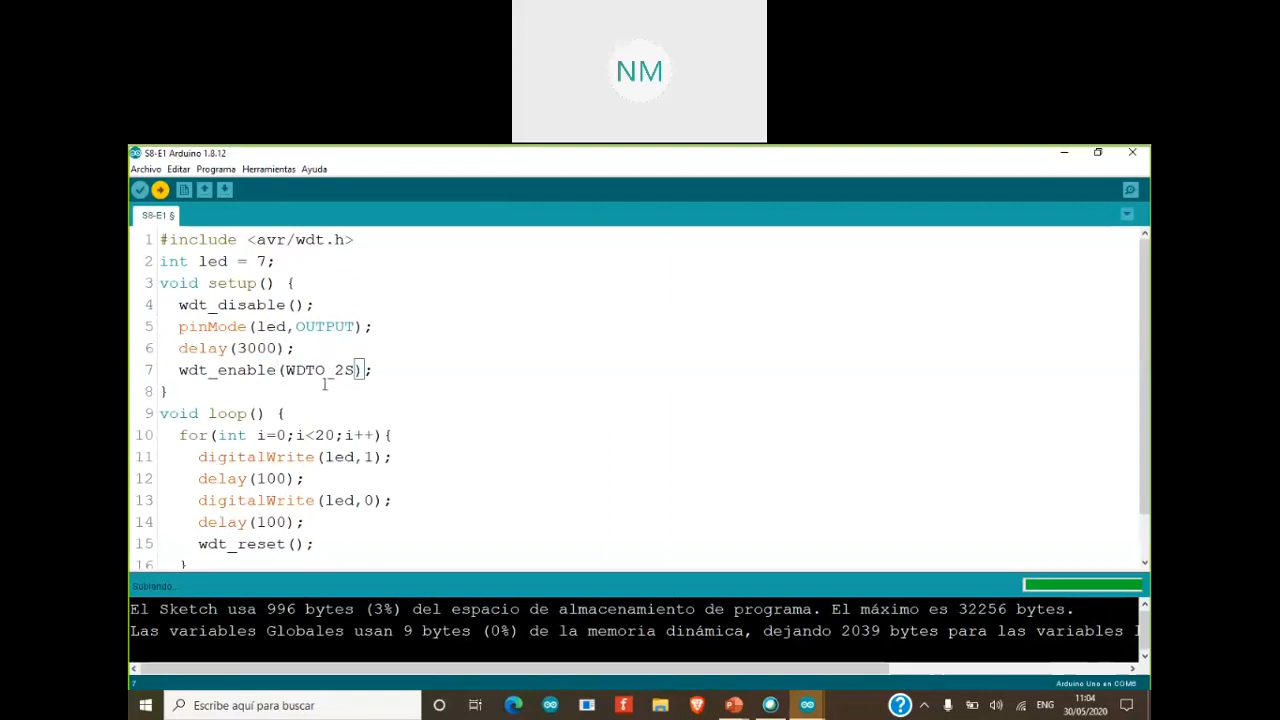 NM
S8-E1 Arduino 1.8.12
Archivo Editar Programa Herramientas Ayuda
S8-E1 §
1 #include <avr/wdt.h>
2 int led = 7;
3 void setup() {
4 wdt_disable();
5 pinMode(led,OUTPUT);
6 delay(3000);
7 wdt_enable(WDTO_2S);
8 }
9 void loop() {
10 for(int i=0;i<20;i++){
11 digitalWrite(led,1);
12 delay(100);
13 digitalWrite(led,0);
14 delay(100);
15 wdt_reset();
16 }
Subiendo...
El Sketch usa 996 bytes (3%) del espacio de almacenamiento de programa. El máximo es 32256 bytes.
Las variables Globales usan 9 bytes (0%) de la memoria dinámica, dejando 2039 bytes para las variables
7
Arduino Uno en COM6
Escribe aquí para buscar
ENG
11:04
30/05/2020